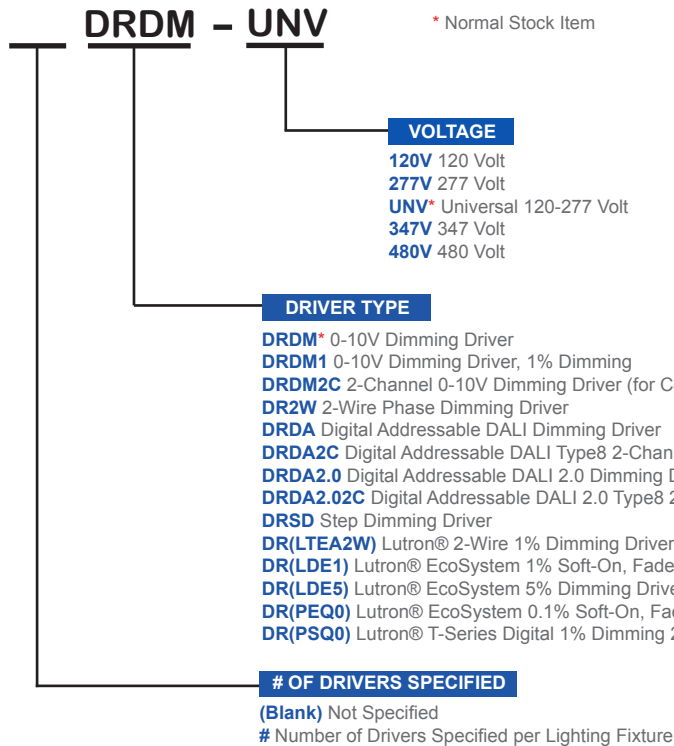 DRDM – UNV
* Normal Stock Item
VOLTAGE
120V 120 Volt
277V 277 Volt
UNV* Universal 120-277 Volt
347V 347 Volt
480V 480 Volt
DRIVER TYPE
DRDM* 0-10V Dimming Driver
DRDM1 0-10V Dimming Driver, 1% Dimming
DRDM2C 2-Channel 0-10V Dimming Driver (for
DR2W 2-Wire Phase Dimming Driver
DRDA Digital Addressable DALI Dimming Driver
DRDA2C Digital Addressable DALI Type8
DRDA2.0 Digital Addressable DALI 2.0 Dimming
DRDA2.02C Digital Addressable DALI 2.0 Type8
DRSD Step Dimming Driver
DR(LTEA2W) Lutron® 2-Wire 1% Dimming Driver
DR(LDE1) Lutron® EcoSystem 1% Soft-On,
DR(LDE5) Lutron® EcoSystem 5% Dimming
DR(PEQ0) Lutron® EcoSystem 0.1% Soft-On,
DR(PSQ0) Lutron® T-Series Digital 1% Dimming
# OF DRIVERS SPECIFIED
(Blank) Not Specified
# Number of Drivers Specified per Lighting Fixture